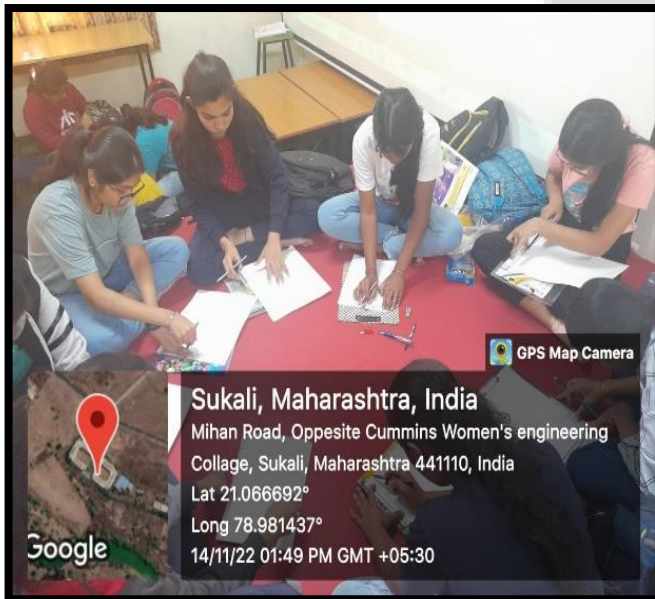 GPS Map Camera
Sukali, Maharashtra, India
Mihan Road, Oppesite Cummins Women's engineering
Collage, Sukali, Maharashtra 441110, India
Lat 21.066692°
Long 78.981437°
14/11/22 01:49 PM GMT +05:30
Google